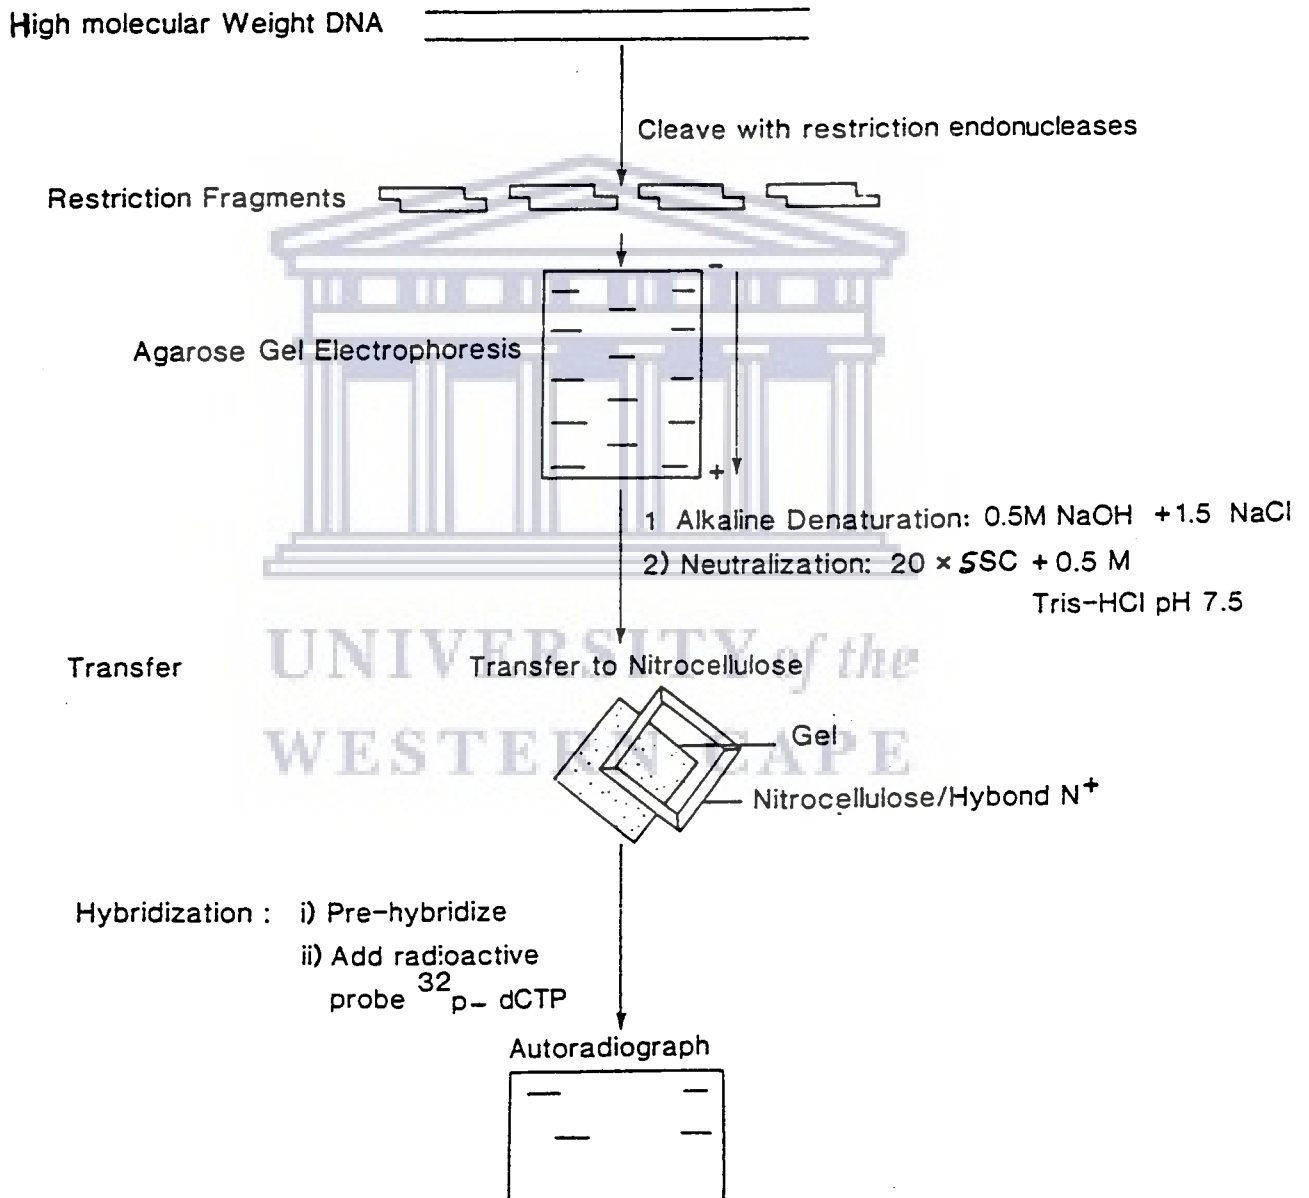 High molecular Weight DNA
Cleave with restriction endonucleases
Restriction Fragments
-
Agarose Gel Electrophoresis
+
1 Alkaline Denaturation: 0.5M NaOH +1.5 NaCl
2) Neutralization: 20 × SSC + 0.5 M
Tris-HCl pH 7.5
UNIVERSITY of the
Transfer
Transfer to Nitrocellulose
WESTERN CAPE
Gel
Nitrocellulose/Hybond N⁺
Hybridization : i) Pre-hybridize
ii) Add radioactive
probe ³²p– dCTP
Autoradiograph